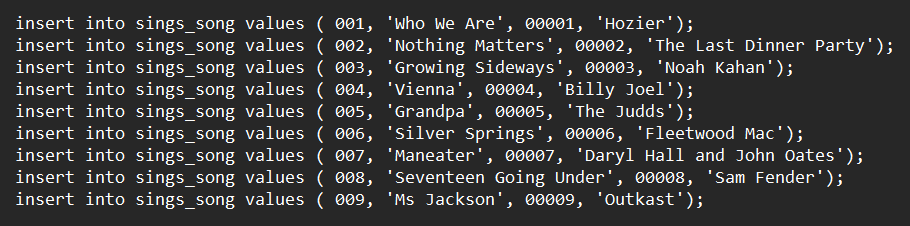 insert into sings_song values ( 001, 'Who We Are', 00001, 'Hozier');
insert into sings_song values ( 002, 'Nothing Matters', 00002, 'The Last Dinner Party');
insert into sings_song values ( 003, 'Growing Sideways', 00003, 'Noah Kahan');
insert into sings_song values ( 004, 'Vienna', 00004, 'Billy Joel');
insert into sings_song values ( 005, 'Grandpa', 00005, 'The Judds');
insert into sings_song values ( 006, 'Silver Springs', 00006, 'Fleetwood Mac');
insert into sings_song values ( 007, 'Maneater', 00007, 'Daryl Hall and John Oates');
insert into sings_song values ( 008, 'Seventeen Going Under', 00008, 'Sam Fender');
insert into sings_song values ( 009, 'Ms Jackson', 00009, 'Outkast');